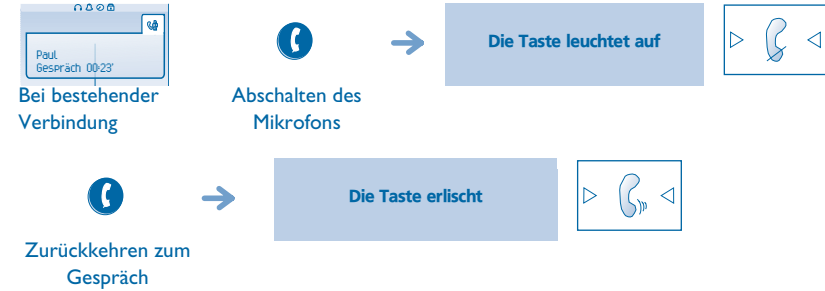 Paul
Gespräch 00:23'
Bei bestehender
Verbindung
Abschalten des
Mikrofons
Die Taste leuchtet auf
Die Taste erlischt
Zurückkehren zum
Gespräch